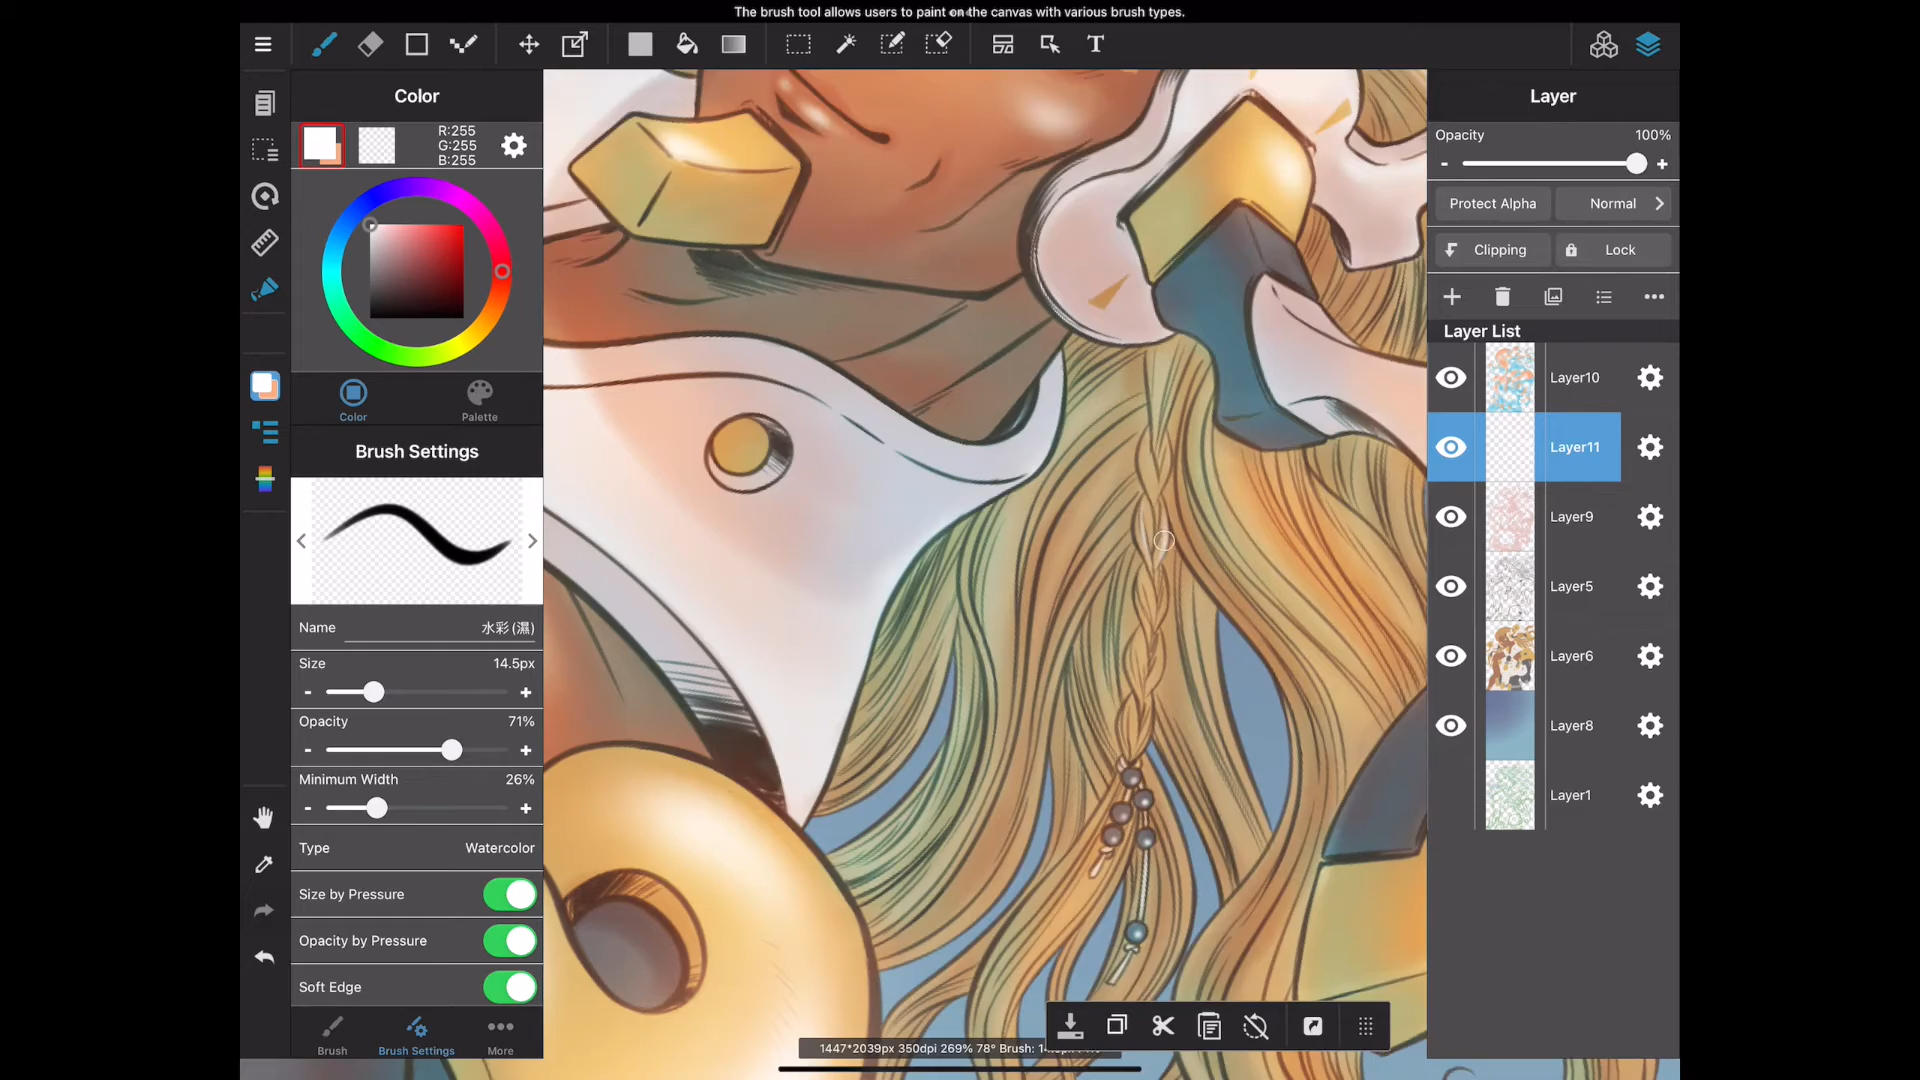 The brush tool allows users to paint on the canvas with various brush types.
T
Color
R:255
G:255
B:255
Color
Palette
Brush Settings
Name 水彩(濕)
Size 14.5px
Opacity 71%
Minimum Width 26%
Type Watercolor
Size by Pressure
Opacity by Pressure
Soft Edge
Brush
Brush Settings
More
1447*2039px 350dpi 269% 78° Brush:
Layer
Opacity 100%
Protect Alpha
Normal
Clipping
Lock
Layer List
Layer10
Layer11
Layer9
Layer5
Layer6
Layer8
Layer1